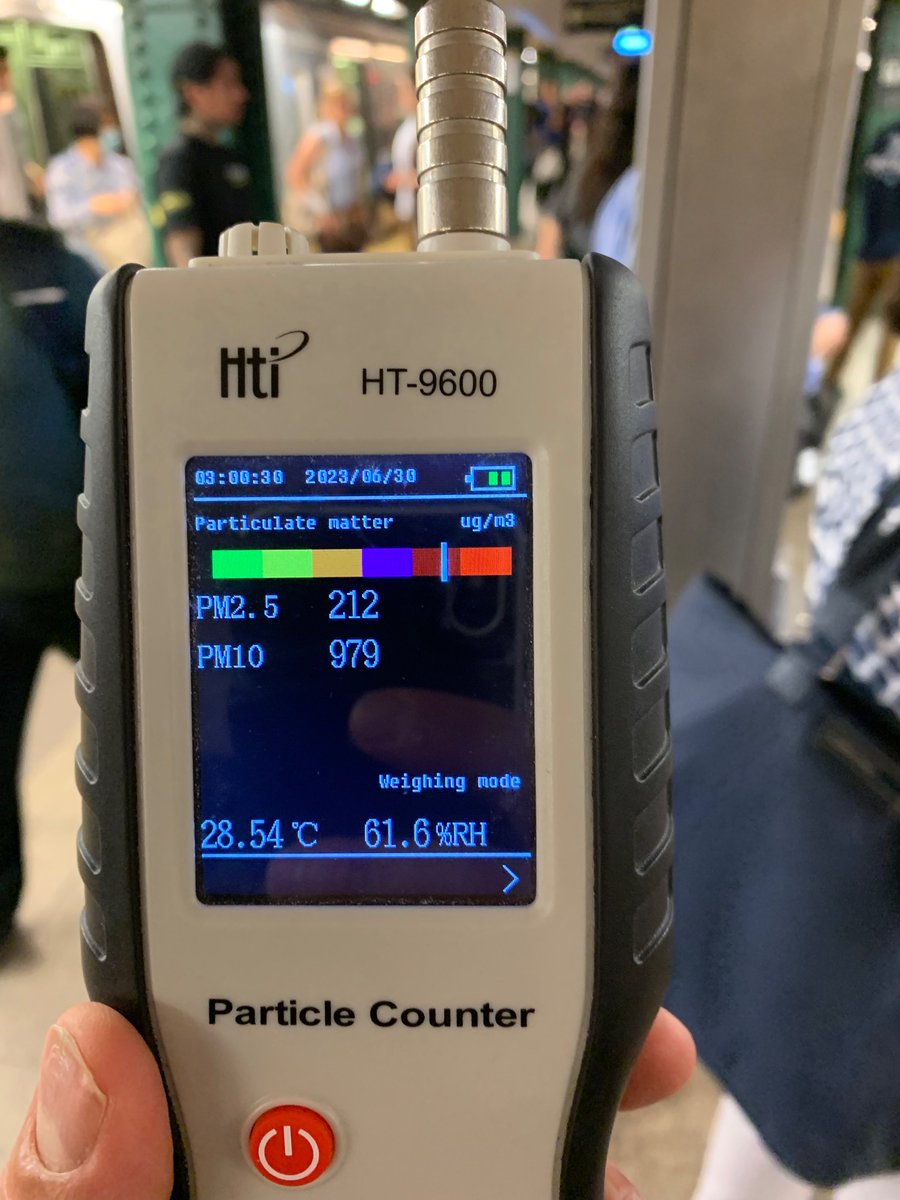 Hti
HT-9600
03:00:30 2023/06/30
Particulate matter ug/m3
PM2.5 212
PM10 979
Weighing mode
28.54℃ 61.6%RH
>
Particle Counter